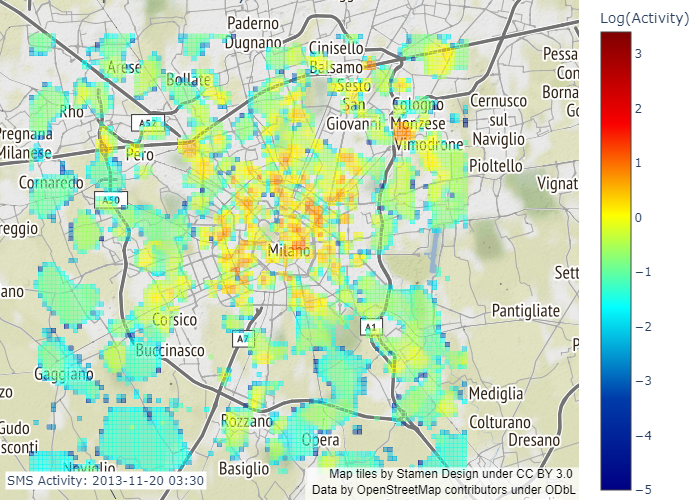 Log(Activity)
Paderno
Dugnano
Cinisello
Balsamo
Arese
Bollate
Sesto
San
Giovanni
Cologno
Monzese
Cernusco
sul
Naviglio
Pessa
Con
Borna
Go
Rho
A52
Pregnana
Milanese
Pero
Vimodrone
Pioltello
Cornaredo
A50
Vignat
reggio
Milano
Sett
ano
Corsico
A1
Pantigliate
A7
Buccinasco
P
Gaggiano
zzo
Mediglia
Rozzano
Colturano
Gudo
Visconti
Opera
Dresano
Noviglio
Basiglio
SMS Activity: 2013-11-20 03:30
Map tiles by Stamen Design under CC BY 3.0
Data by OpenStreetMap contributors under ODbL
3
2
1
0
−1
−2
−3
−4
−5